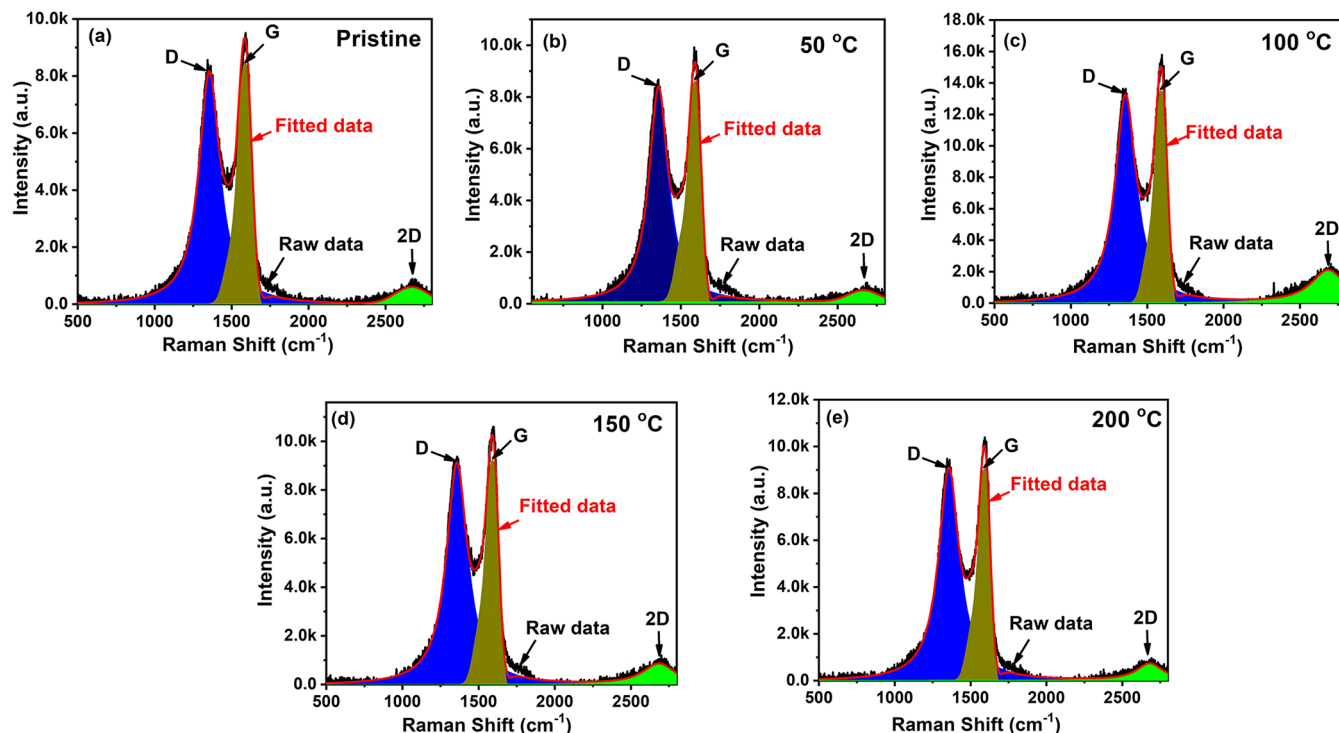 (a) Pristine
D
G
Fitted data
Raw data
2D
10.0k
8.0k
6.0k
4.0k
2.0k
0.0
500 1000 1500 2000 2500
Intensity (a.u.)
Raman Shift (cm⁻¹)
(b) 50 °C
D
G
Fitted data
Raw data
2D
10.0k
8.0k
6.0k
4.0k
2.0k
0.0
1000 1500 2000 2500
Intensity (a.u.)
Raman Shift (cm⁻¹)
(c) 100 °C
D
G
Fitted data
Raw data
2D
18.0k
16.0k
14.0k
12.0k
10.0k
8.0k
6.0k
4.0k
2.0k
0.0
500 1000 1500 2000 2500
Intensity (a.u.)
Raman Shift (cm⁻¹)
(d) 150 °C
D
G
Fitted data
Raw data
2D
10.0k
8.0k
6.0k
4.0k
2.0k
0.0
500 1000 1500 2000 2500
Intensity (a.u.)
Raman Shift (cm⁻¹)
(e) 200 °C
D
G
Fitted data
Raw data
2D
12.0k
10.0k
8.0k
6.0k
4.0k
2.0k
0.0
500 1000 1500 2000 2500
Intensity (a.u.)
Raman Shift (cm⁻¹)